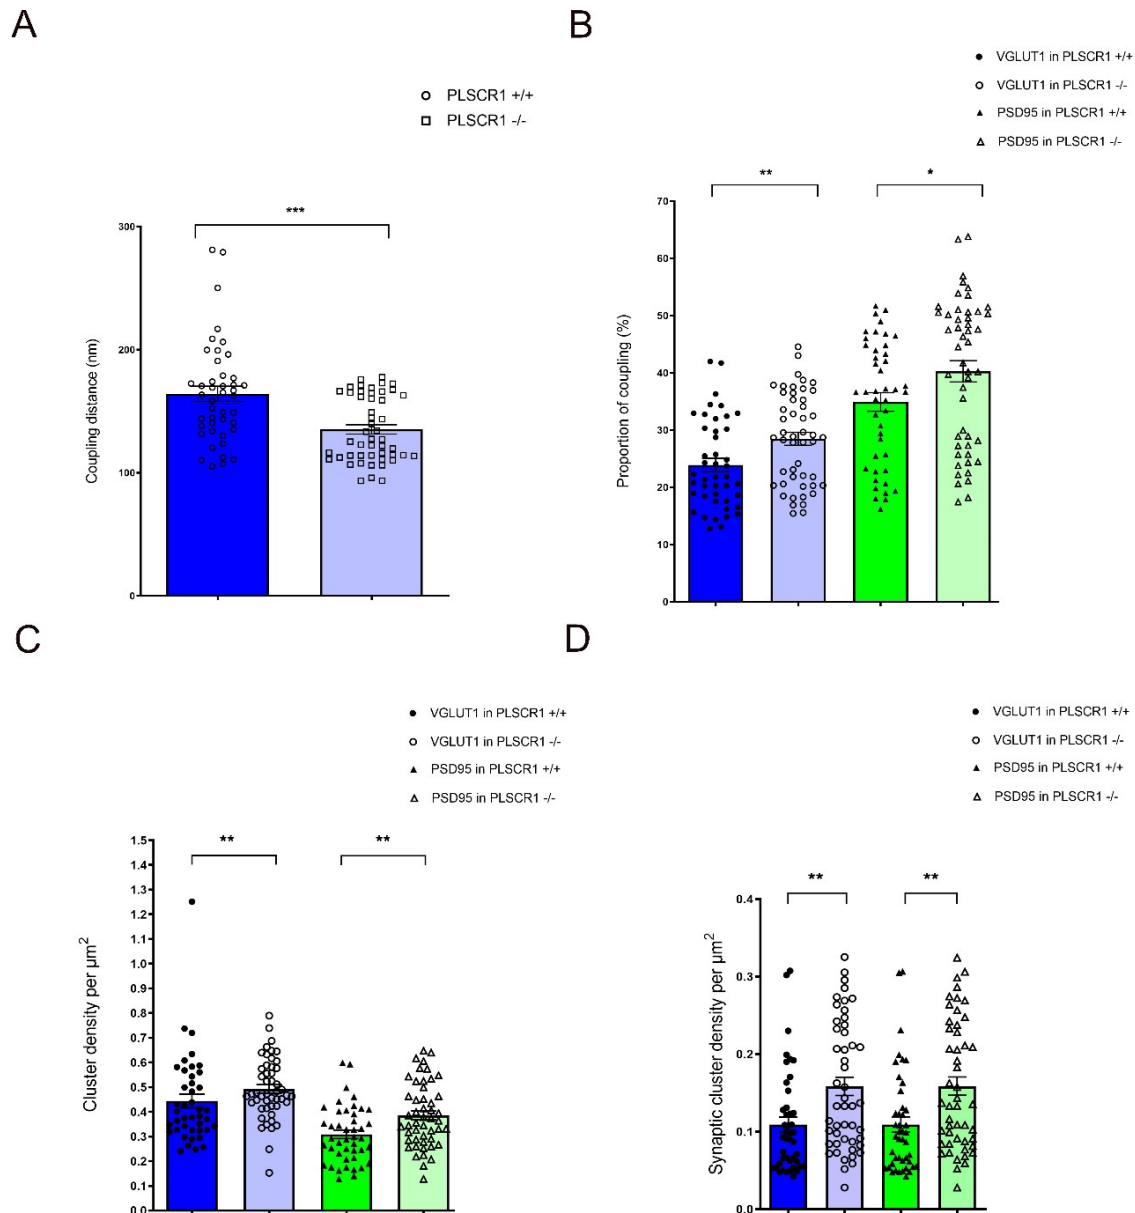 A
PLSCR1 +/+
PLSCR1 -/-
***
300
200
100
0
Coupling distance (nm)
B
VGLUT1 in PLSCR1 +/+
VGLUT1 in PLSCR1 -/-
PSD95 in PLSCR1 +/+
PSD95 in PLSCR1 -/-
**
*
70
60
50
40
30
20
10
0
Proportion of coupling (%)
C
VGLUT1 in PLSCR1 +/+
VGLUT1 in PLSCR1 -/-
PSD95 in PLSCR1 +/+
PSD95 in PLSCR1 -/-
**
**
1.5
1.4
1.3
1.2
1.1
1.0
0.9
0.8
0.7
0.6
0.5
0.4
0.3
0.2
0.1
0.0
Cluster density per µm²
D
VGLUT1 in PLSCR1 +/+
VGLUT1 in PLSCR1 -/-
PSD95 in PLSCR1 +/+
PSD95 in PLSCR1 -/-
**
**
0.4
0.3
0.2
0.1
0.0
Synaptic cluster density per µm²